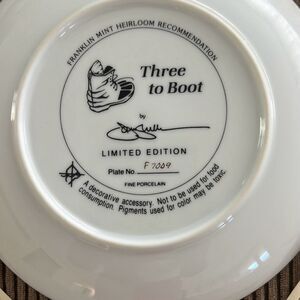 FRANKLIN MINT HEIRLOOM RECOMMENDATION
Three
to Boot
by
LIMITED EDITION
Plate No. F7009
FINE PORCELAIN
A decorative accessory. Not to be used for food
consumption. Pigments used for color may be toxic.